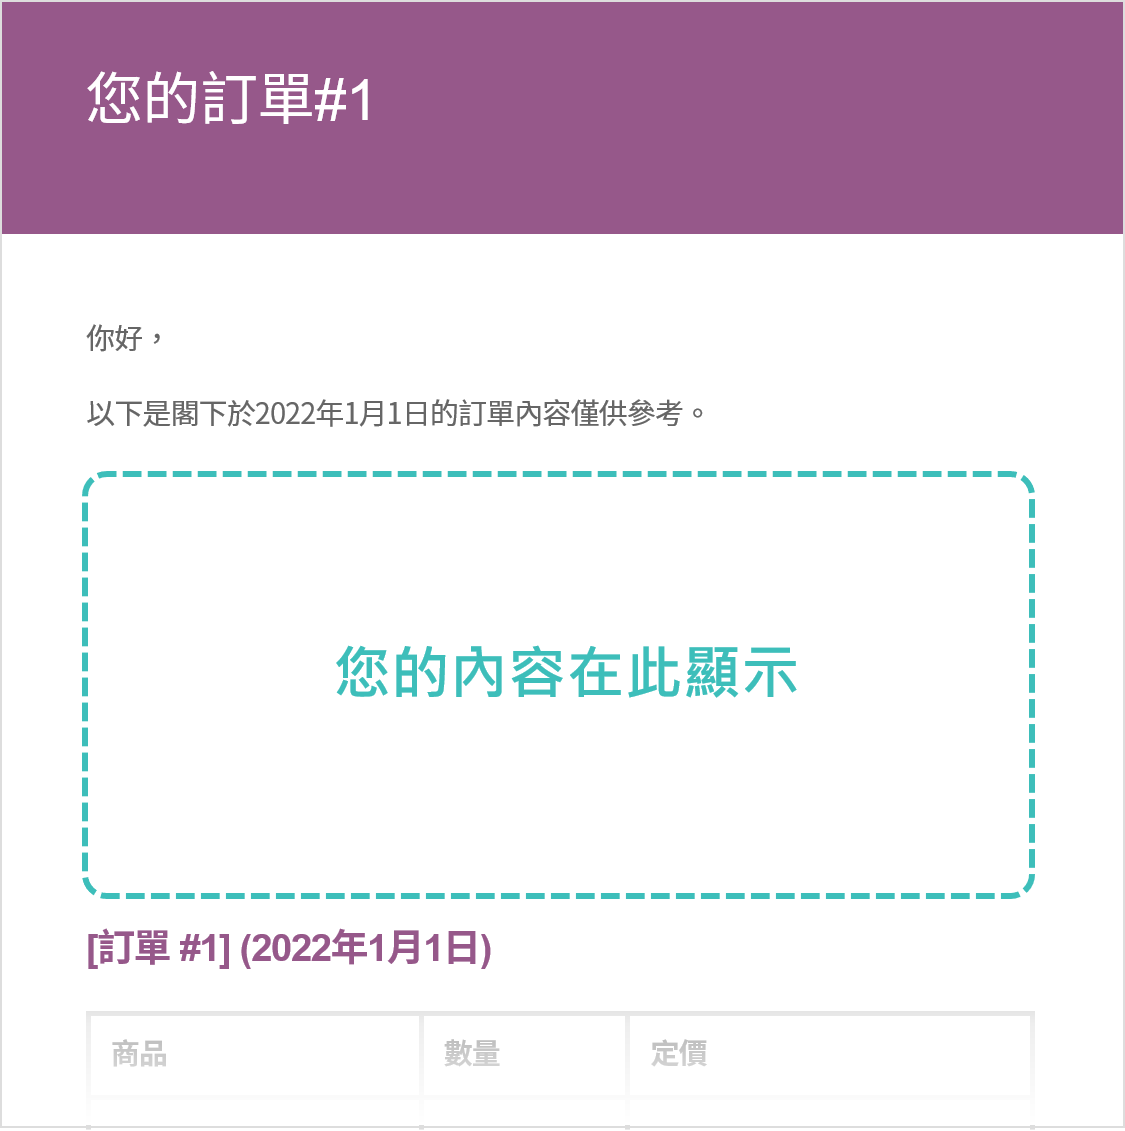 您的訂單#1
你好，
以下是閣下於2022年1月1日的訂單內容僅供參考。
您的內容在此顯示
[訂單 #1] (2022年1月1日)
商品 數量 定價